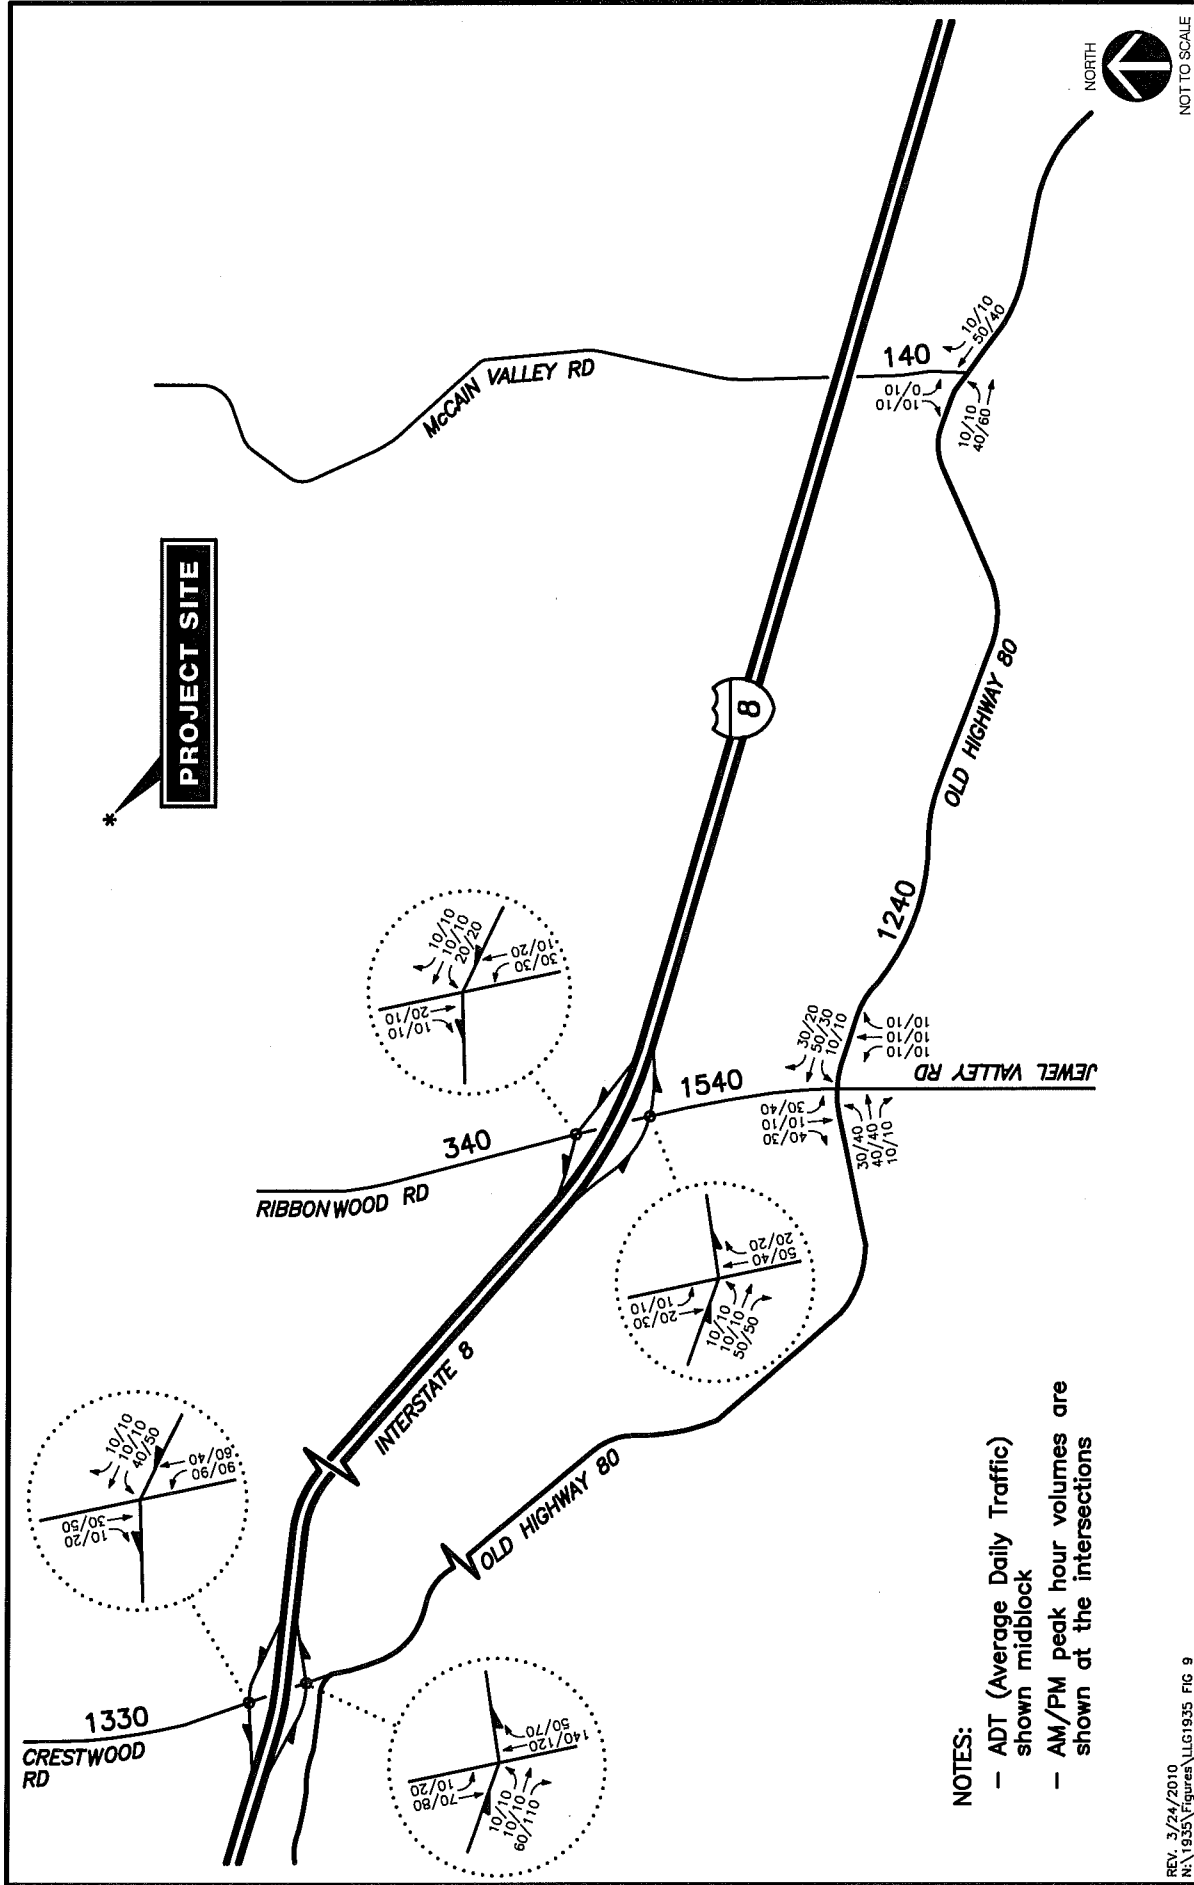 NORTH
NOT TO SCALE
PROJECT SITE
CRESTWOOD
RD
1330
10/20
30/50
10/10
10/10
40/50
90/90
60/40
70/80
10/20
10/10
10/10
60/110
140/120
50/70
INTERSTATE 8
OLD HIGHWAY 80
RIBBONWOOD RD
340
10/10
20/10
10/10
10/10
20/20
30/30
10/20
1540
20/30
10/10
10/10
10/10
50/50
50/40
20/20
40/30
10/10
30/40
30/20
50/30
10/10
30/40
40/40
10/10
10/10
10/10
10/10
JEWEL VALLEY RD
1240
OLD HIGHWAY 80
8
McCAIN VALLEY RD
140
10/10
0/10
10/10
50/40
10/10
40/60
NOTES:
— ADT (Average Daily Traffic)
shown midblock
— AM/PM peak hour volumes are
shown at the intersections
REV. 3/24/2010
N:\1935\Figures\LLG1935 FIG 9